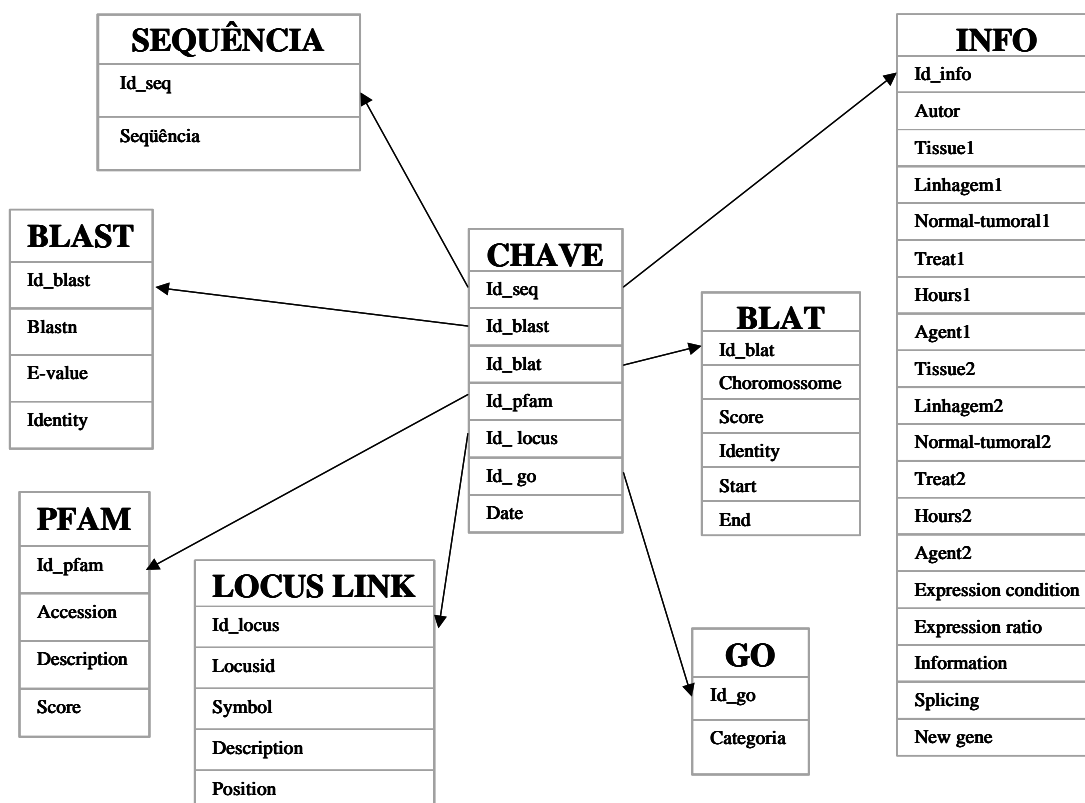 SEQUÊNCIA
Id_seq
Seqüência
BLAST
Id_blast
Blastn
E-value
Identity
PFAM
Id_pfam
Accession
Description
Score
LOCUS LINK
Id_locus
Locusid
Symbol
Description
Position
CHAVE
Id_seq
Id_blast
Id_blat
Id_pfam
Id_ locus
Id_ go
Date
BLAT
Id_blat
Choromossome
Score
Identity
Start
End
GO
Id_go
Categoria
INFO
Id_info
Autor
Tissue1
Linhagem1
Normal-tumoral1
Treat1
Hours1
Agent1
Tissue2
Linhagem2
Normal-tumoral2
Treat2
Hours2
Agent2
Expression condition
Expression ratio
Information
Splicing
New gene